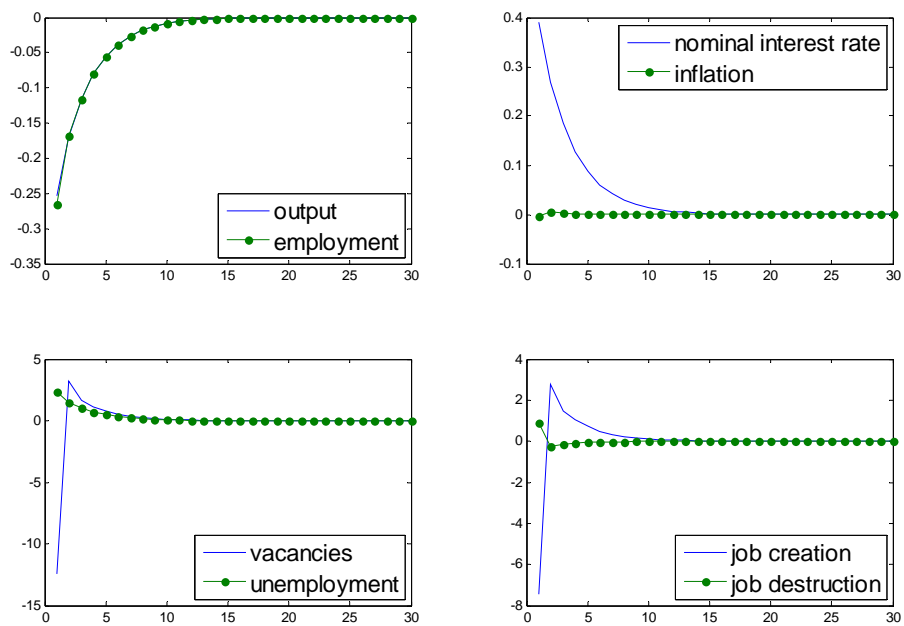 0
-0.05
-0.1
-0.15
-0.2
-0.25
-0.3
-0.35
0 5 10 15 20 25 30
output
employment
0.4
0.3
0.2
0.1
0
-0.1
0 5 10 15 20 25 30
nominal interest rate
inflation
5
0
-5
-10
-15
0 5 10 15 20 25 30
vacancies
unemployment
4
2
0
-2
-4
-6
-8
0 5 10 15 20 25 30
job creation
job destruction